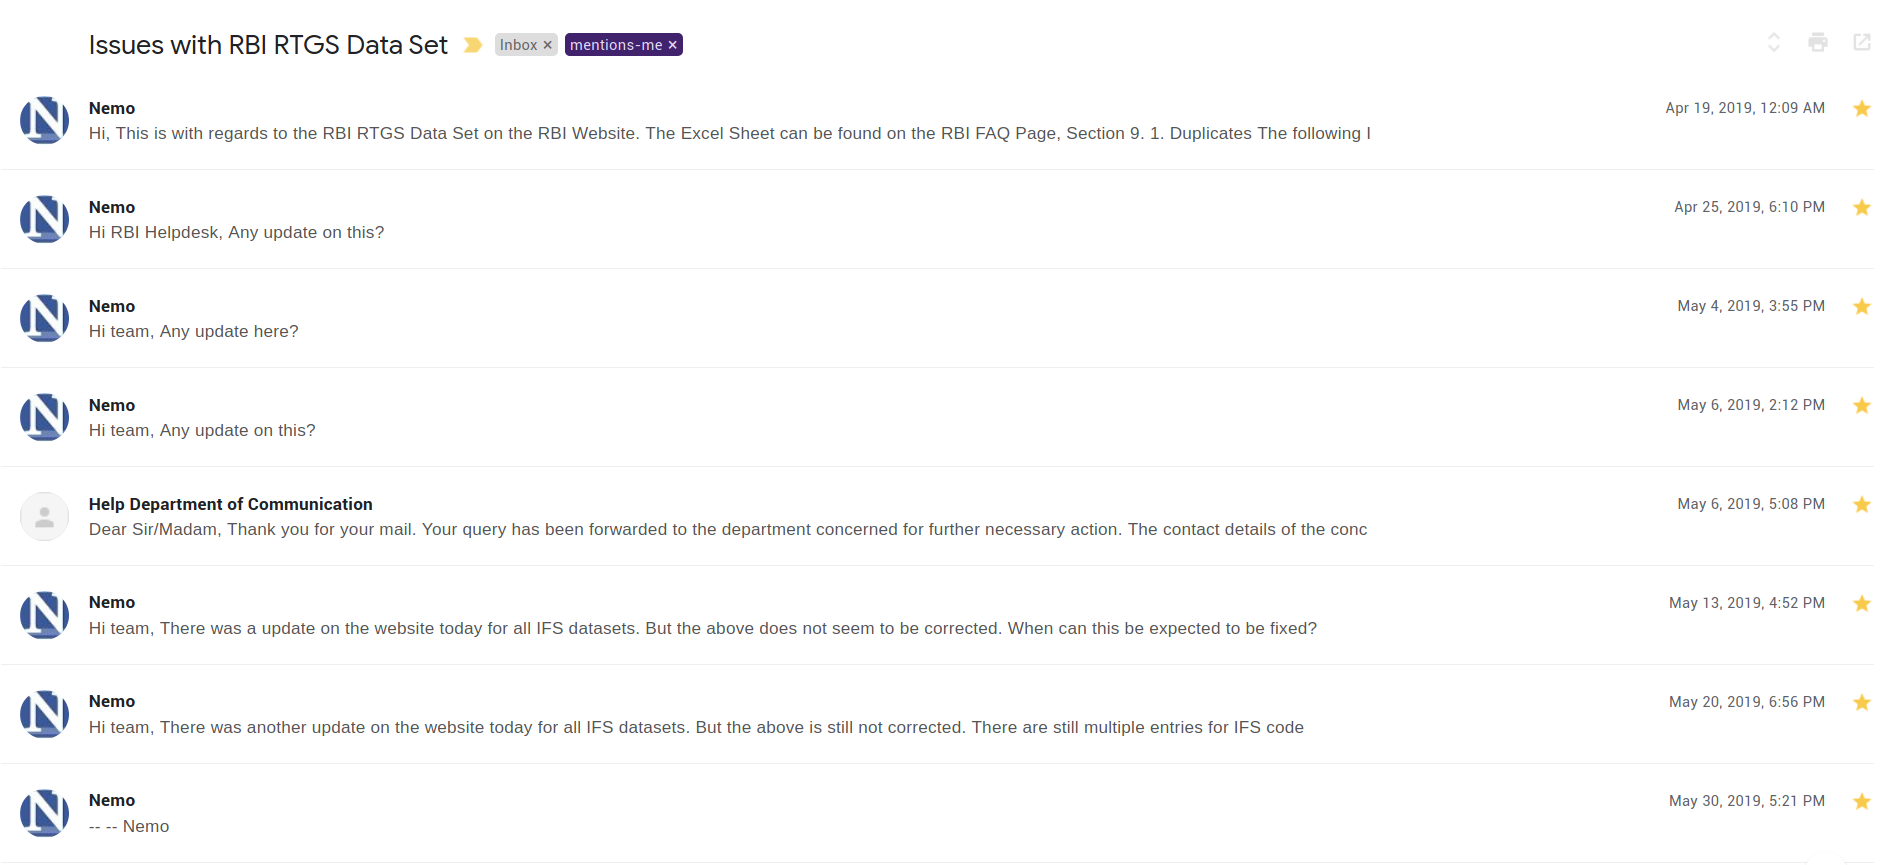 Issues with RBI RTGS Data Set Inbox × mentions-me ×
Nemo Apr 19, 2019, 12:09 AM
Hi, This is with regards to the RBI RTGS Data Set on the RBI Website. The Excel Sheet can be found on the RBI FAQ Page, Section 9. 1. Duplicates The following I
Nemo Apr 25, 2019, 6:10 PM
Hi RBI Helpdesk, Any update on this?
Nemo May 4, 2019, 3:55 PM
Hi team, Any update here?
Nemo May 6, 2019, 2:12 PM
Hi team, Any update on this?
Help Department of Communication May 6, 2019, 5:08 PM
Dear Sir/Madam, Thank you for your mail. Your query has been forwarded to the department concerned for further necessary action. The contact details of the conc
Nemo May 13, 2019, 4:52 PM
Hi team, There was a update on the website today for all IFS datasets. But the above does not seem to be corrected. When can this be expected to be fixed?
Nemo May 20, 2019, 6:56 PM
Hi team, There was another update on the website today for all IFS datasets. But the above is still not corrected. There are still multiple entries for IFS code
Nemo May 30, 2019, 5:21 PM
-- -- Nemo